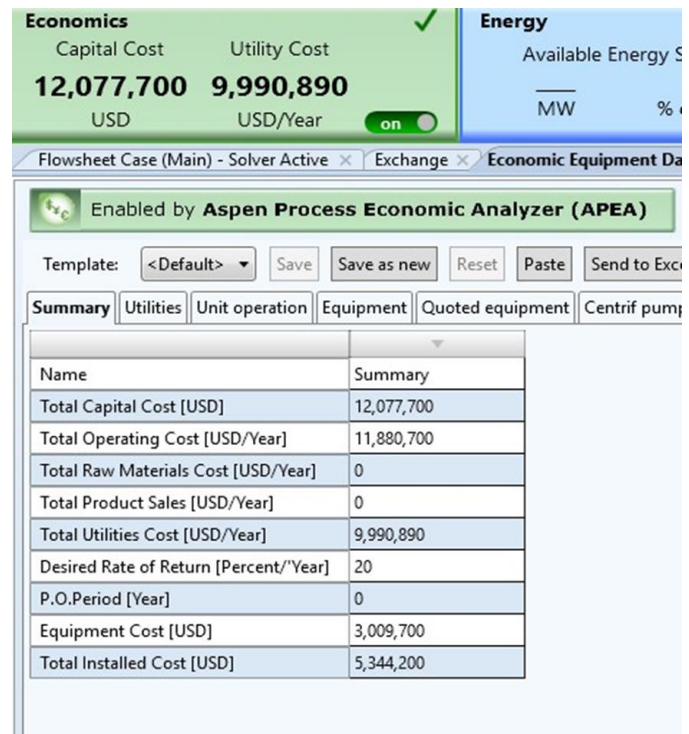 Economics
Energy
Capital Cost Utility Cost
Available Energy S
12,077,700 9,990,890
USD USD/Year on
MW %
Flowsheet Case (Main) - Solver Active × Exchange × Economic Equipment Da
Enabled by Aspen Process Economic Analyzer (APEA)
Template: <Default> Save Save as new Reset Paste Send to Exc
Summary Utilities Unit operation Equipment Quoted equipment Centrif pump
Name Summary
Total Capital Cost [USD] 12,077,700
Total Operating Cost [USD/Year] 11,880,700
Total Raw Materials Cost [USD/Year] 0
Total Product Sales [USD/Year] 0
Total Utilities Cost [USD/Year] 9,990,890
Desired Rate of Return [Percent/'Year] 20
P.O.Period [Year] 0
Equipment Cost [USD] 3,009,700
Total Installed Cost [USD] 5,344,200